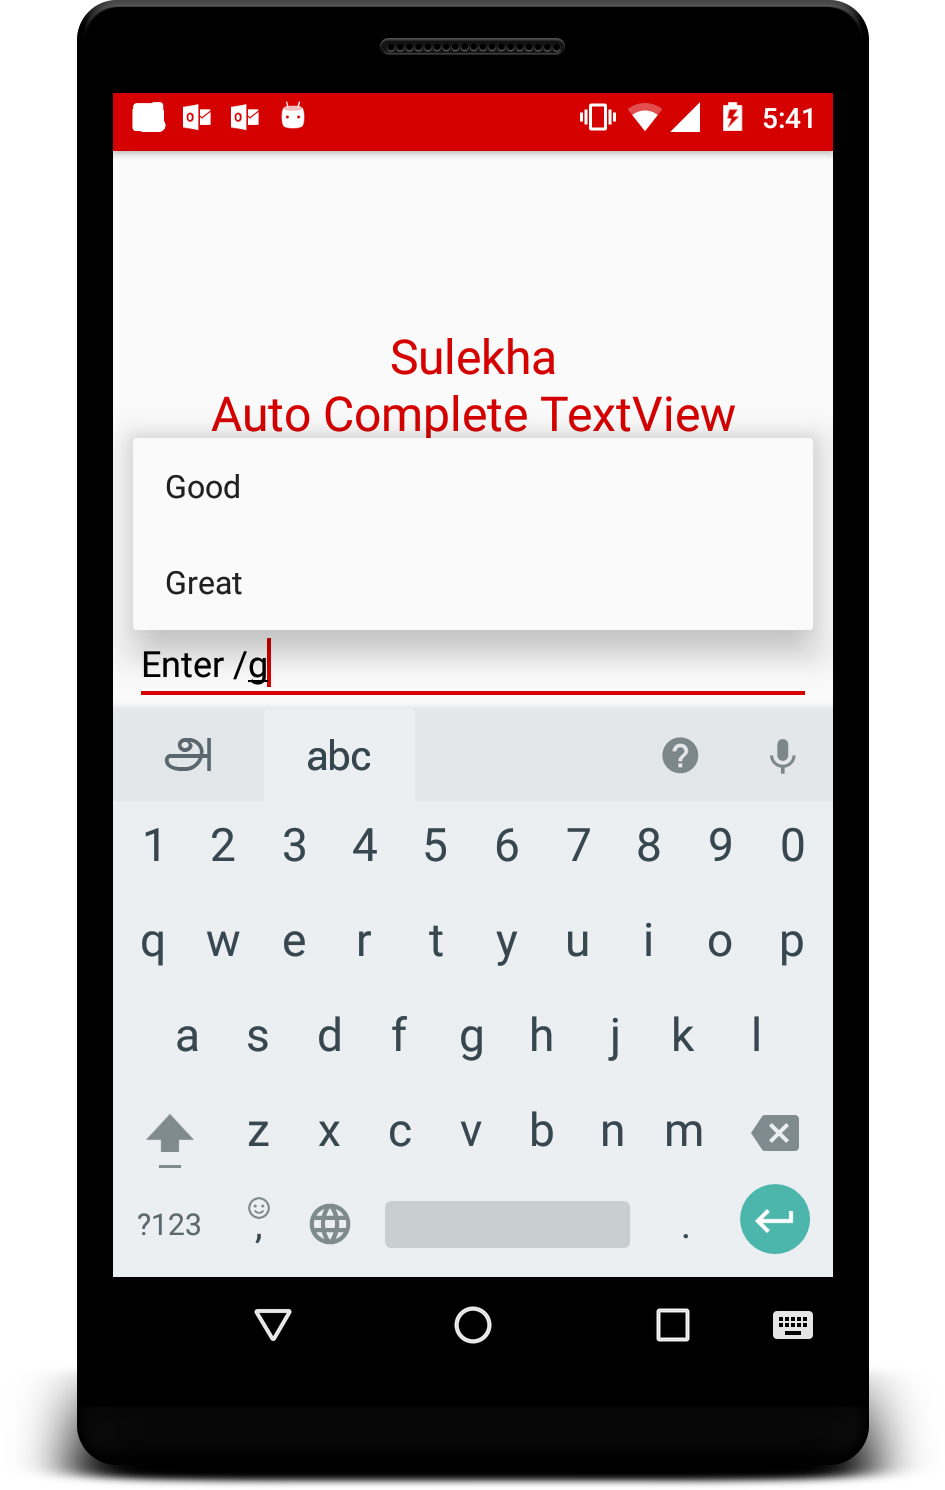 5:41
Sulekha
Auto Complete TextView
Good
Great
Enter /g
அ abc ?
1 2 3 4 5 6 7 8 9 0
q w e r t y u i o p
a s d f g h j k l
z x c v b n m
?123 , .